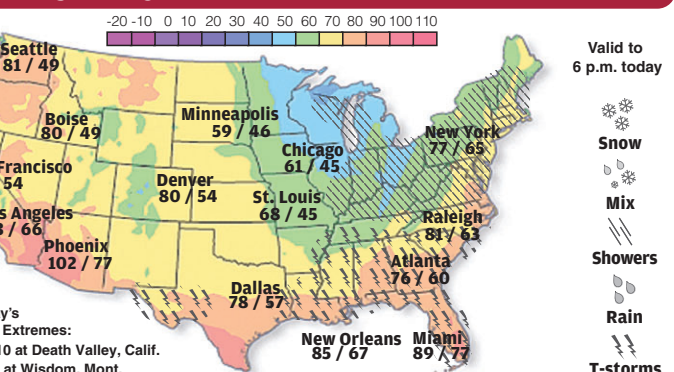 -20 -10 0 10 20 30 40 50 60 70 80 90 100 110
Valid to
6 p.m. today
Snow
Mix
Showers
Rain
T-storms
Seattle
81 / 49
Boise
80 / 49
Minneapolis
59 / 46
Chicago
61 / 45
New York
77 / 65
Francisco
54
Denver
80 / 54
St. Louis
68 / 45
Raleigh
81 / 63
s Angeles
/ 66
Phoenix
102 / 77
Atlanta
76 / 60
Dallas
78 / 57
New Orleans
85 / 67
Miami
89 / 77
y's
Extremes:
10 at Death Valley, Calif.
at Wisdom, Mont.